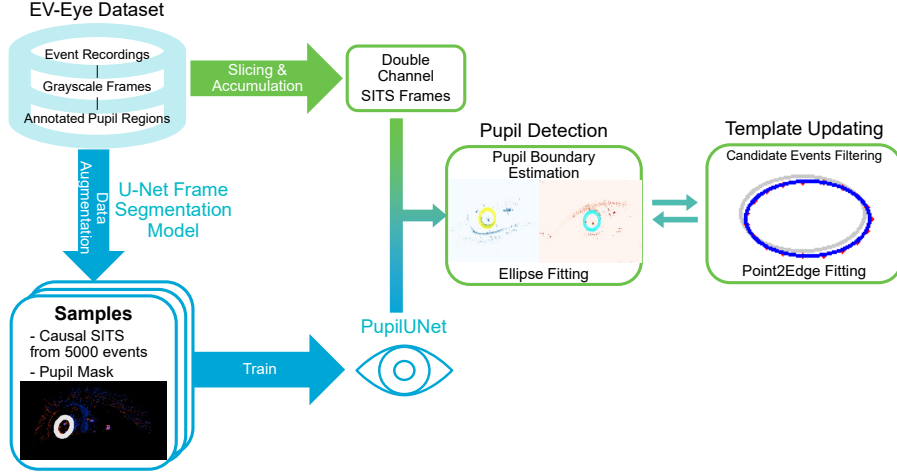 EV-Eye Dataset
Event Recordings
Grayscale Frames
Annotated Pupil Regions
Slicing &
Accumulation
Double
Channel
SITS Frames
Data
Augmentation
U-Net Frame
Segmentation
Model
Samples
- Causal SITS
from 5000 events
- Pupil Mask
Train
PupilUNet
Pupil Detection
Pupil Boundary
Estimation
Ellipse Fitting
Template Updating
Candidate Events Filtering
Point2Edge Fitting